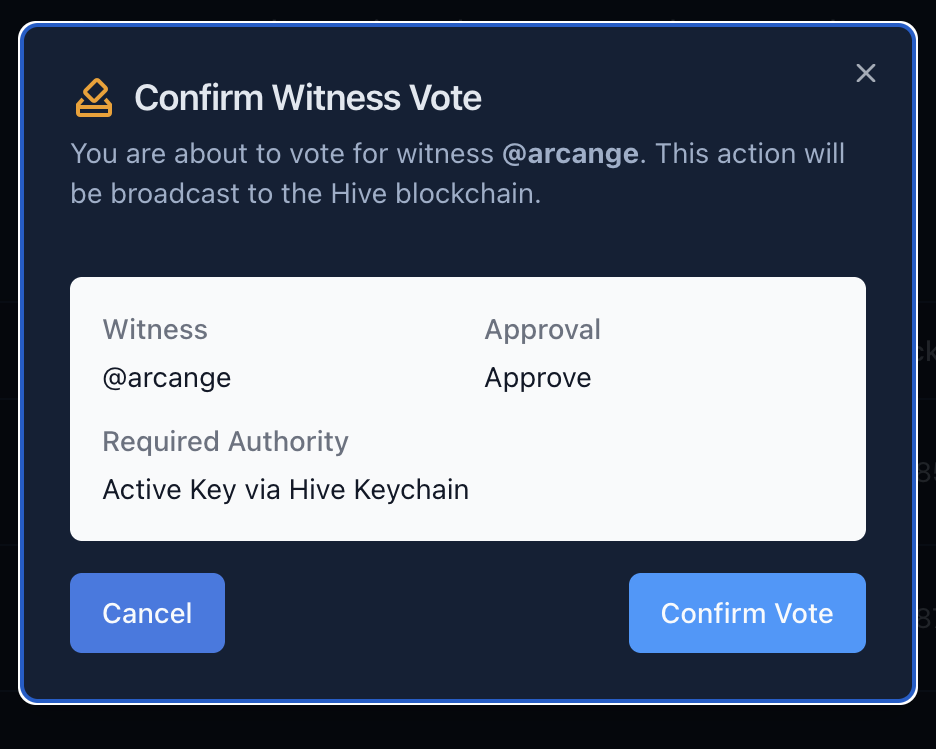 Confirm Witness Vote
You are about to vote for witness @arcange. This action will
be broadcast to the Hive blockchain.
Witness
@arcange
Approval
Approve
Required Authority
Active Key via Hive Keychain
Cancel
Confirm Vote